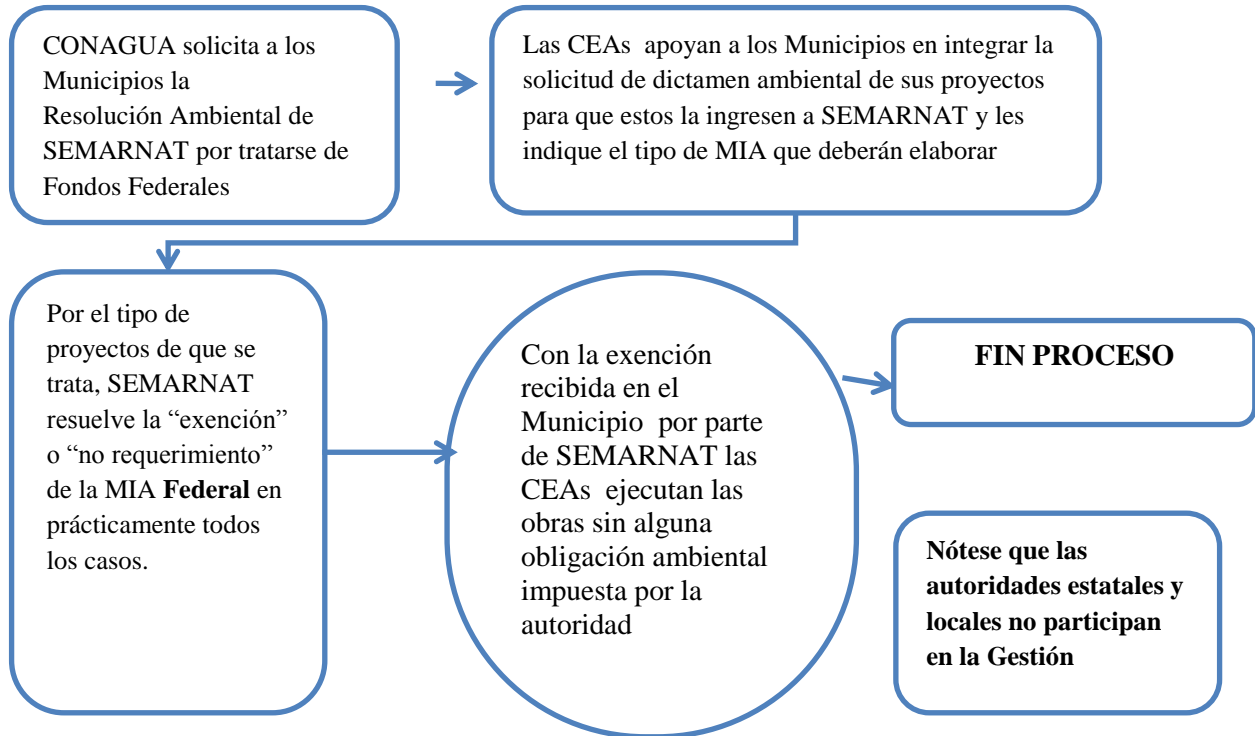 CONAGUA solicita a los
Municipios la
Resolución Ambiental de
SEMARNAT por tratarse de
Fondos Federales
Las CEAs apoyan a los Municipios en integrar la
solicitud de dictamen ambiental de sus proyectos
para que estos la ingresen a SEMARNAT y les
indique el tipo de MIA que deberán elaborar
Por el tipo de
proyectos de que se
trata, SEMARNAT
resuelve la “exención”
o “no requerimiento”
de la MIA Federal en
prácticamente todos
los casos.
Con la exención
recibida en el
Municipio por parte
de SEMARNAT las
CEAs ejecutan las
obras sin alguna
obligación ambiental
impuesta por la
autoridad
FIN PROCESO
Nótese que las
autoridades estatales y
locales no participan
en la Gestión